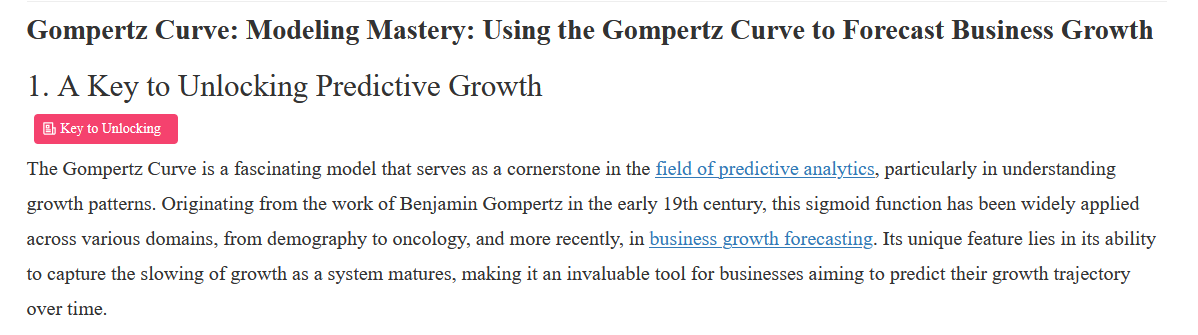 Gompertz Curve: Modeling Mastery: Using the Gompertz Curve to Forecast Business Growth
1. A Key to Unlocking Predictive Growth
Key to Unlocking
The Gompertz Curve is a fascinating model that serves as a cornerstone in the field of predictive analytics, particularly in understanding
growth patterns. Originating from the work of Benjamin Gompertz in the early 19th century, this sigmoid function has been widely applied
across various domains, from demography to oncology, and more recently, in business growth forecasting. Its unique feature lies in its ability
to capture the slowing of growth as a system matures, making it an invaluable tool for businesses aiming to predict their growth trajectory
over time.